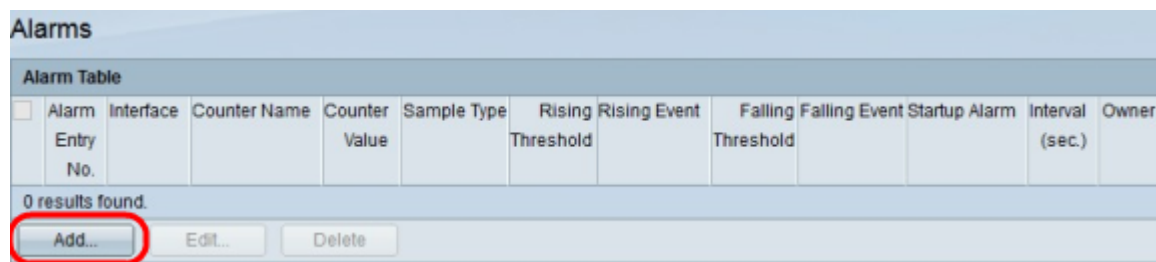 Alarms
Alarm Table
Alarm Entry No. Interface Counter Name Counter Value Sample Type Rising Threshold Rising Event Falling Threshold Falling Event Startup Alarm Interval (sec.) Owner
0 results found.
Add... Edit... Delete